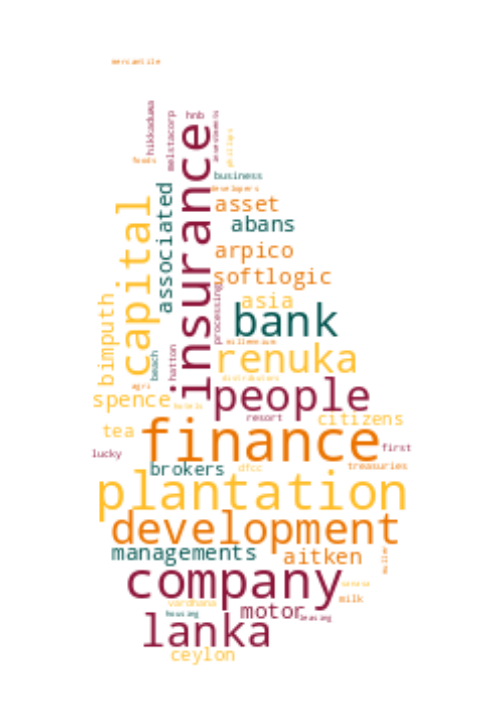 mercantile
hikkaduwa
melstacorp
hnb
investments
phillips
foods
business
developers
insurance
capital
associated
asset
abans
arpico
softlogic
processing
asia
bank
bimputh
millennium
renuka
beach
hatton
distributors
agri
people
spence
hotels
resort
citizens
tea
finance
lucky
first
brokers
dfcc
treasuries
plantation
development
managements
aitken
company
milk
vardhana
housing
motor
leasing
lanka
ceylon